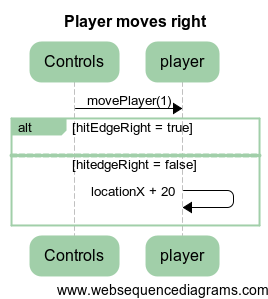 Player moves right
Controls player
movePlayer(1)
alt [hitEdgeRight = true]
[hitedgeRight = false]
locationX + 20
Controls player
www.websequencediagrams.com